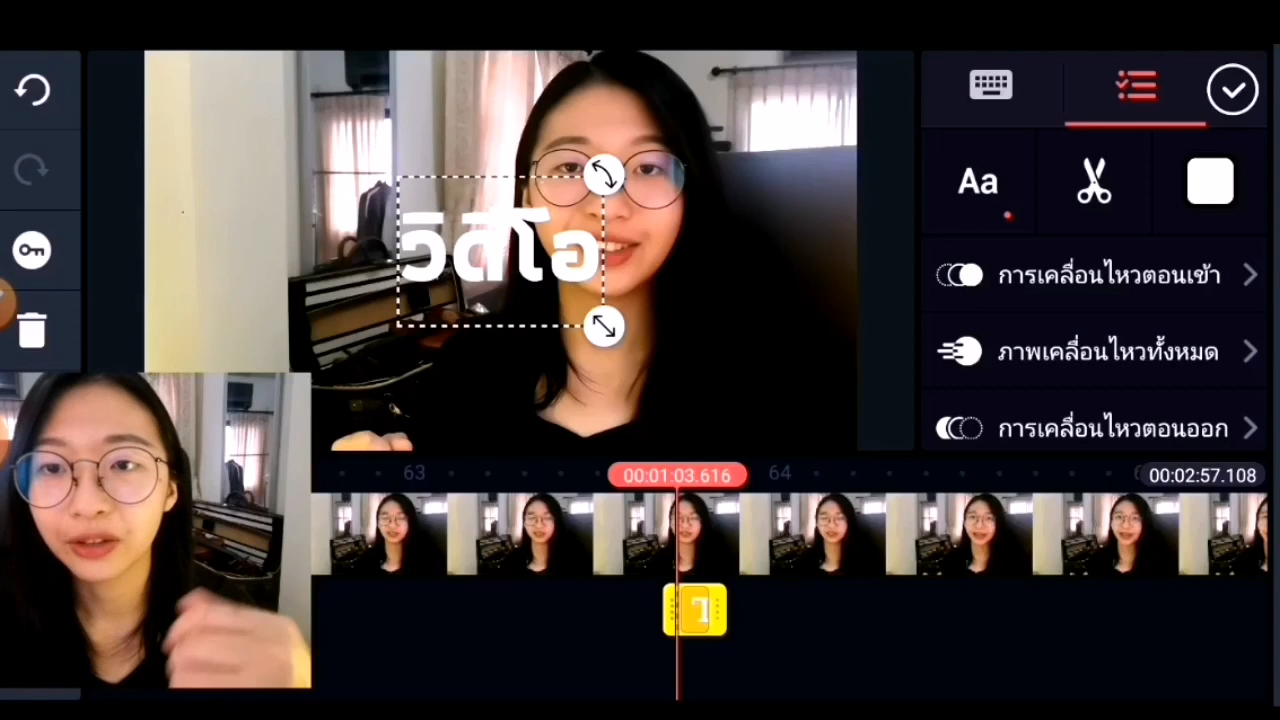 วิดีโอ
Aa
การเคลื่อนไหวตอนเข้า
ภาพเคลื่อนไหวทั้งหมด
การเคลื่อนไหวตอนออก
63
00:01:03.616
64
00:02:57.108